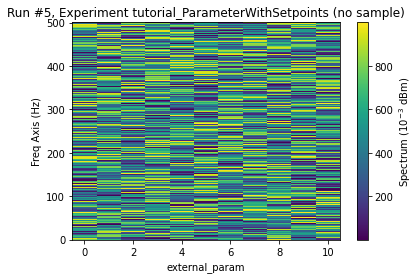 Run #5, Experiment tutorial_ParameterWithSetpoints (no sample)
500
400
300
200
100
0
Freq Axis (Hz)
0 2 4 6 8 10
external_param
800
600
400
200
Spectrum (10⁻³ dBm)